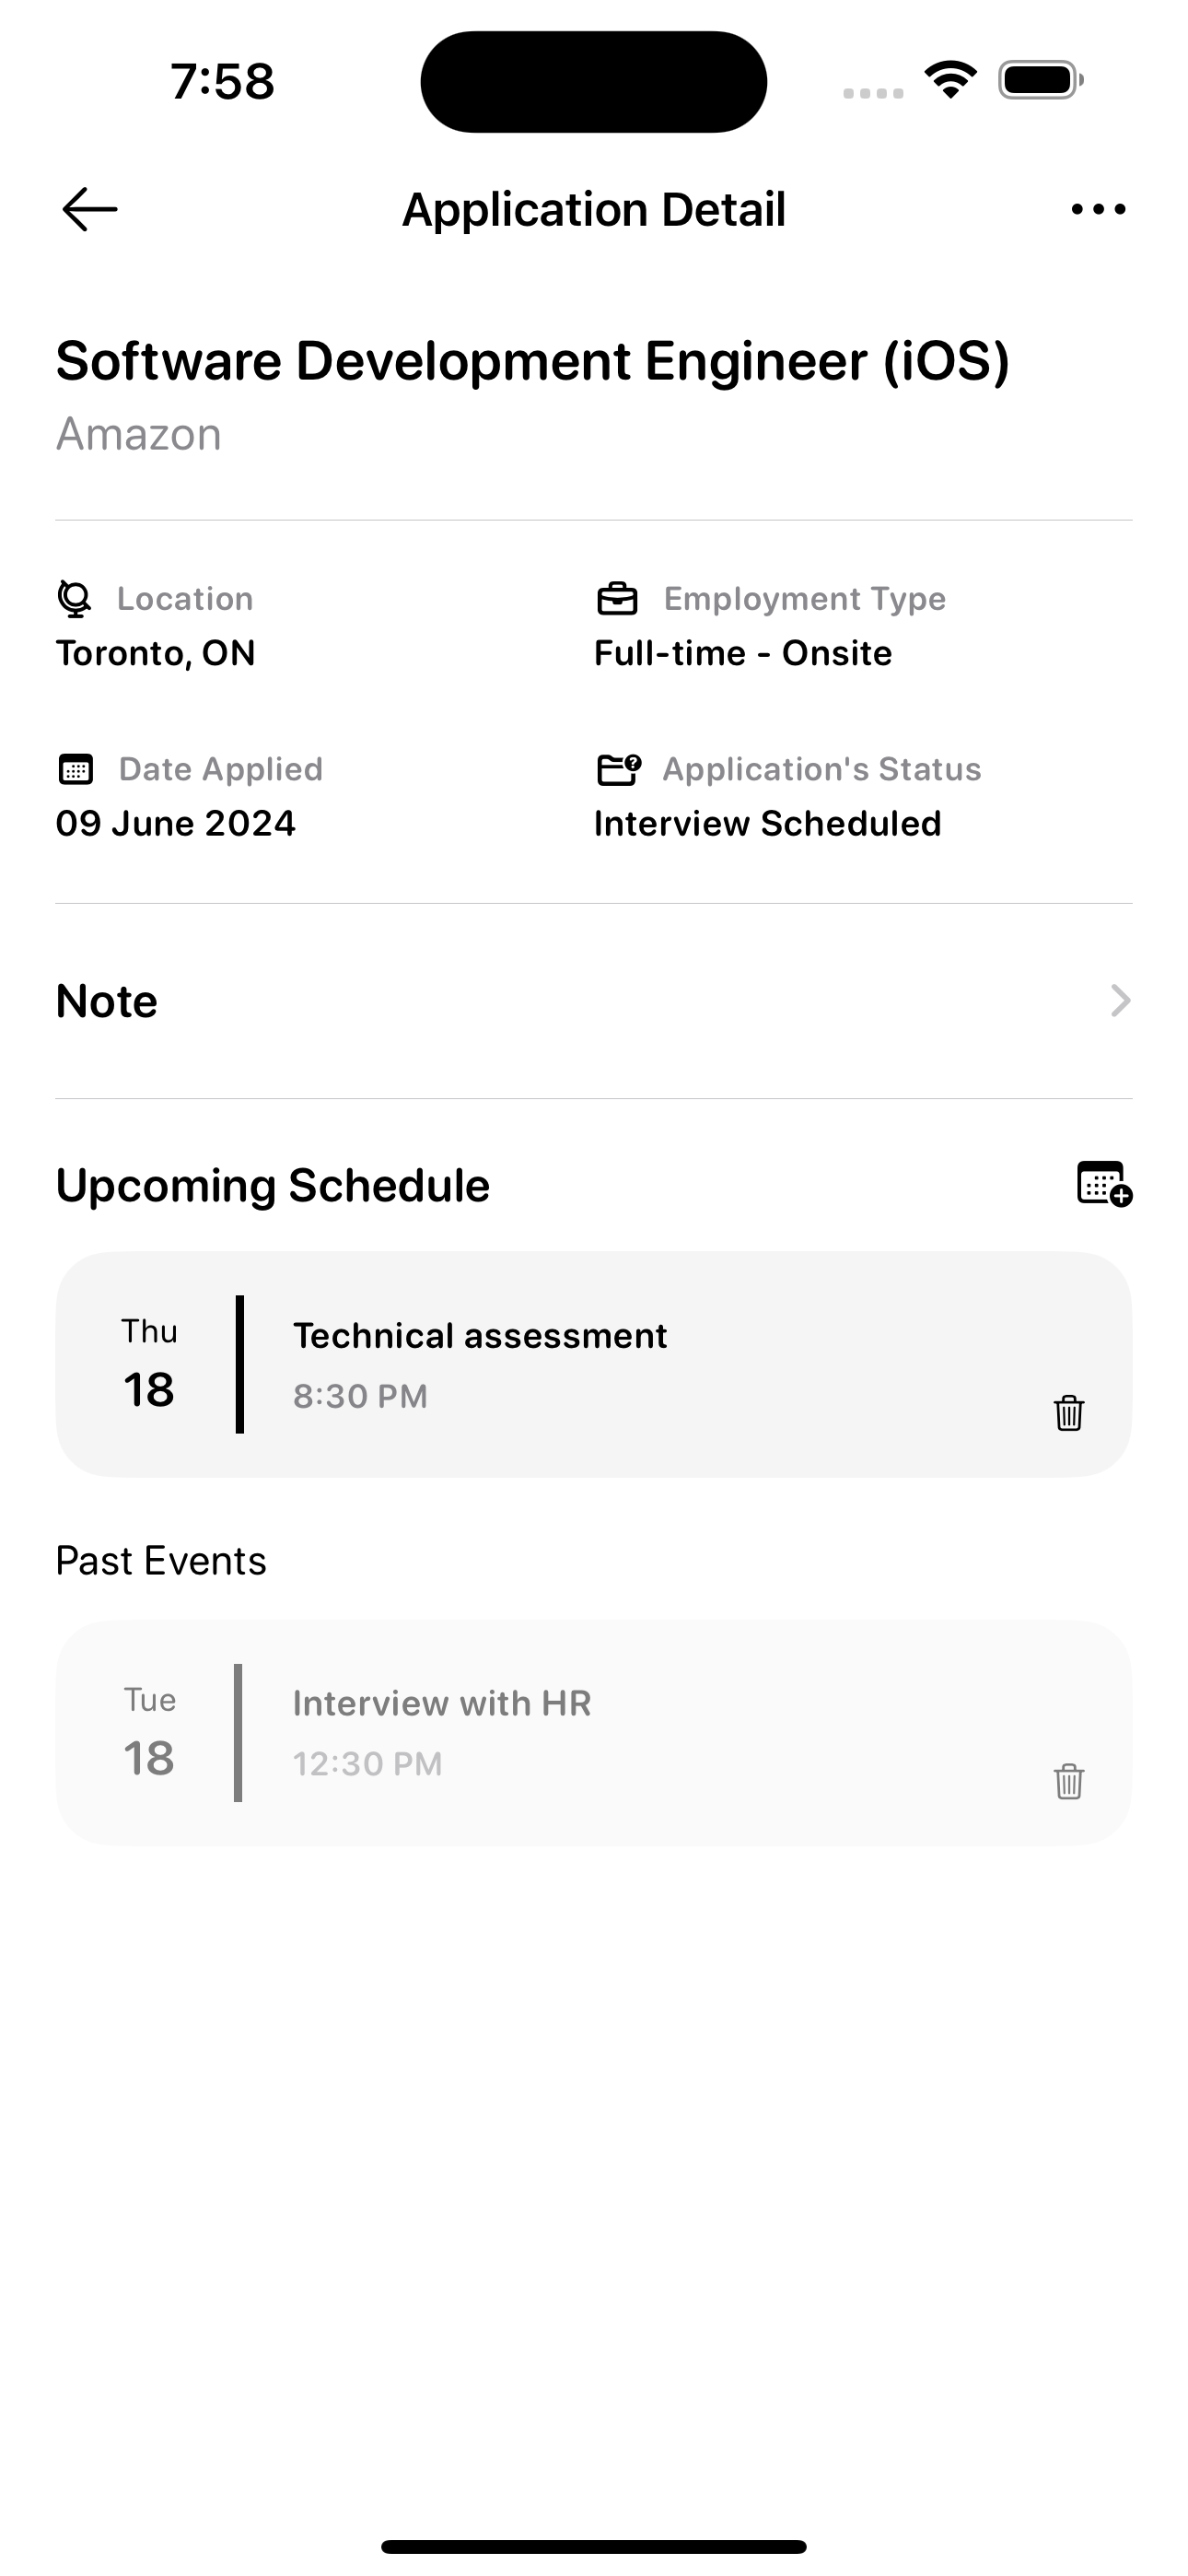 7:58
Application Detail
Software Development Engineer (iOS)
Amazon
Location
Toronto, ON
Employment Type
Full-time - Onsite
Date Applied
09 June 2024
Application's Status
Interview Scheduled
Note
Upcoming Schedule
Thu
18
Technical assessment
8:30 PM
Past Events
Tue
18
Interview with HR
12:30 PM